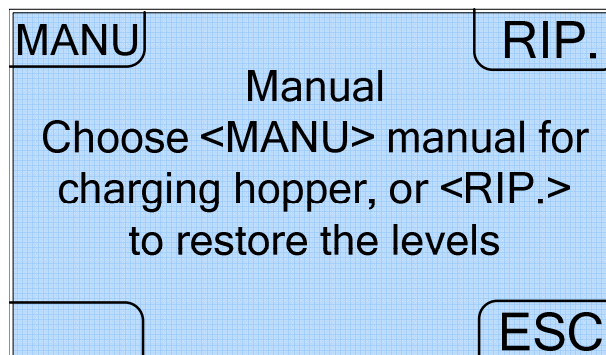 MANU
RIP.
Manual
Choose <MANU> manual for
charging hopper, or <RIP.>
to restore the levels
ESC